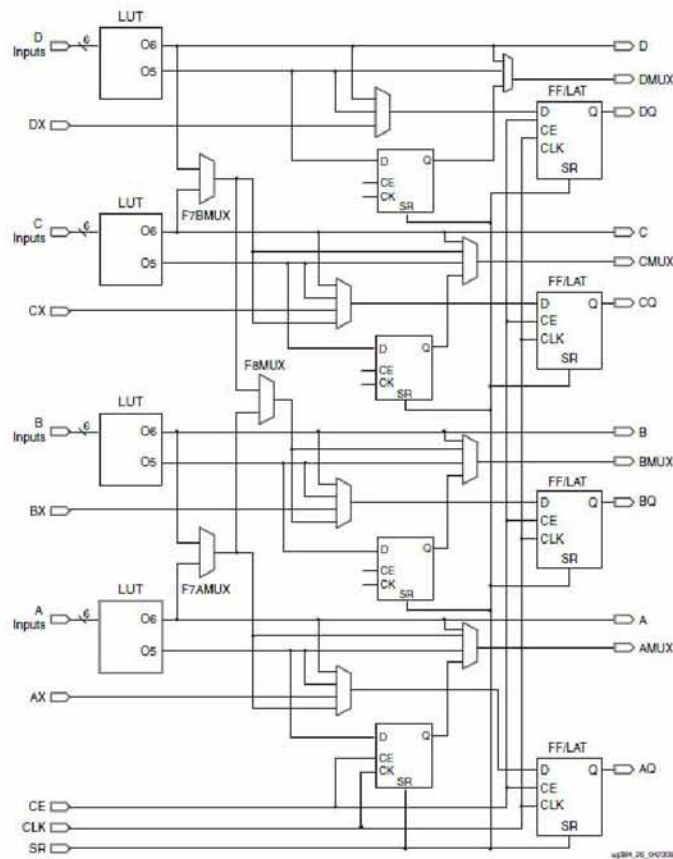 LUT
D
Inputs
6
O6
O5
D
DMUX
FF/LAT
DX
D
Q
CE
CLK
SR
DQ
D
Q
CE
CK
SR
F7BMUX
LUT
C
Inputs
6
O6
O5
C
CMUX
FF/LAT
CX
D
Q
CE
CLK
SR
CQ
D
Q
CE
CK
SR
F8MUX
LUT
B
Inputs
6
O6
O5
B
BMUX
FF/LAT
BX
D
Q
CE
CLK
SR
BQ
D
Q
CE
CK
SR
F7AMUX
LUT
A
Inputs
6
O6
O5
A
AMUX
AX
D
Q
CE
CK
SR
FF/LAT
D
Q
CE
CLK
SR
AQ
CE
CLK
SR